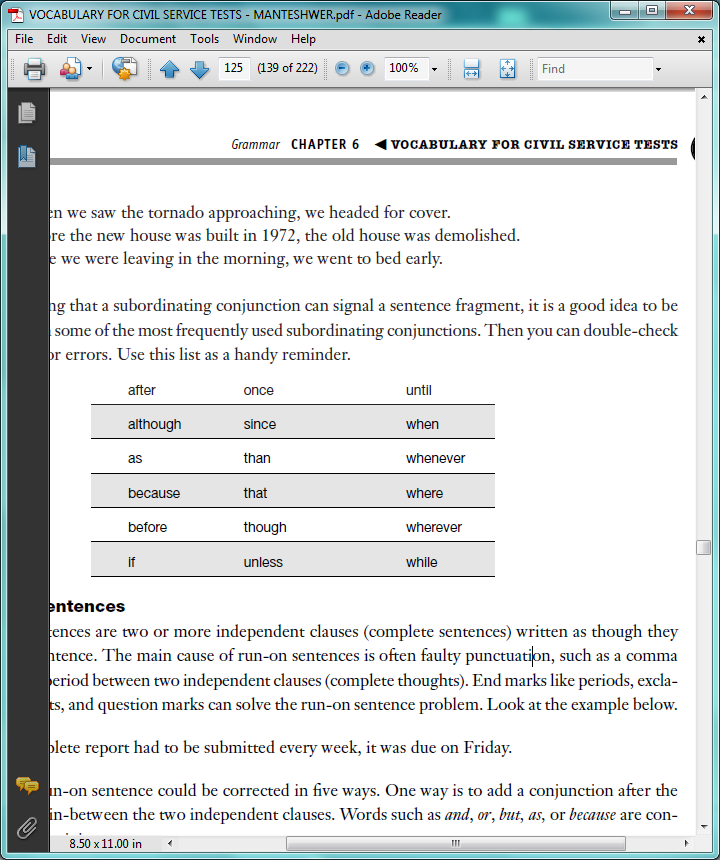 VOCABULARY FOR CIVIL SERVICE TESTS - MANTESHWER.pdf - Adobe Reader
File Edit View Document Tools Window Help
125 (139 of 222) 100% Find
Grammar CHAPTER 6 ◀ VOCABULARY FOR CIVIL SERVICE TESTS
en we saw the tornado approaching, we headed for cover.
re the new house was built in 1972, the old house was demolished.
e we were leaving in the morning, we went to bed early.
ng that a subordinating conjunction can signal a sentence fragment, it is a good idea to be
some of the most frequently used subordinating conjunctions. Then you can double-check
or errors. Use this list as a handy reminder.
after once until
although since when
as than whenever
because that where
before though wherever
if unless while
entences
tences are two or more independent clauses (complete sentences) written as though they
ntence. The main cause of run-on sentences is often faulty punctuation, such as a comma
period between two independent clauses (complete thoughts). End marks like periods, excla-
ts, and question marks can solve the run-on sentence problem. Look at the example below.
plete report had to be submitted every week, it was due on Friday.
un-on sentence could be corrected in five ways. One way is to add a conjunction after the
in-between the two independent clauses. Words such as and, or, but, as, or because are con-
8.50 x 11.00 in